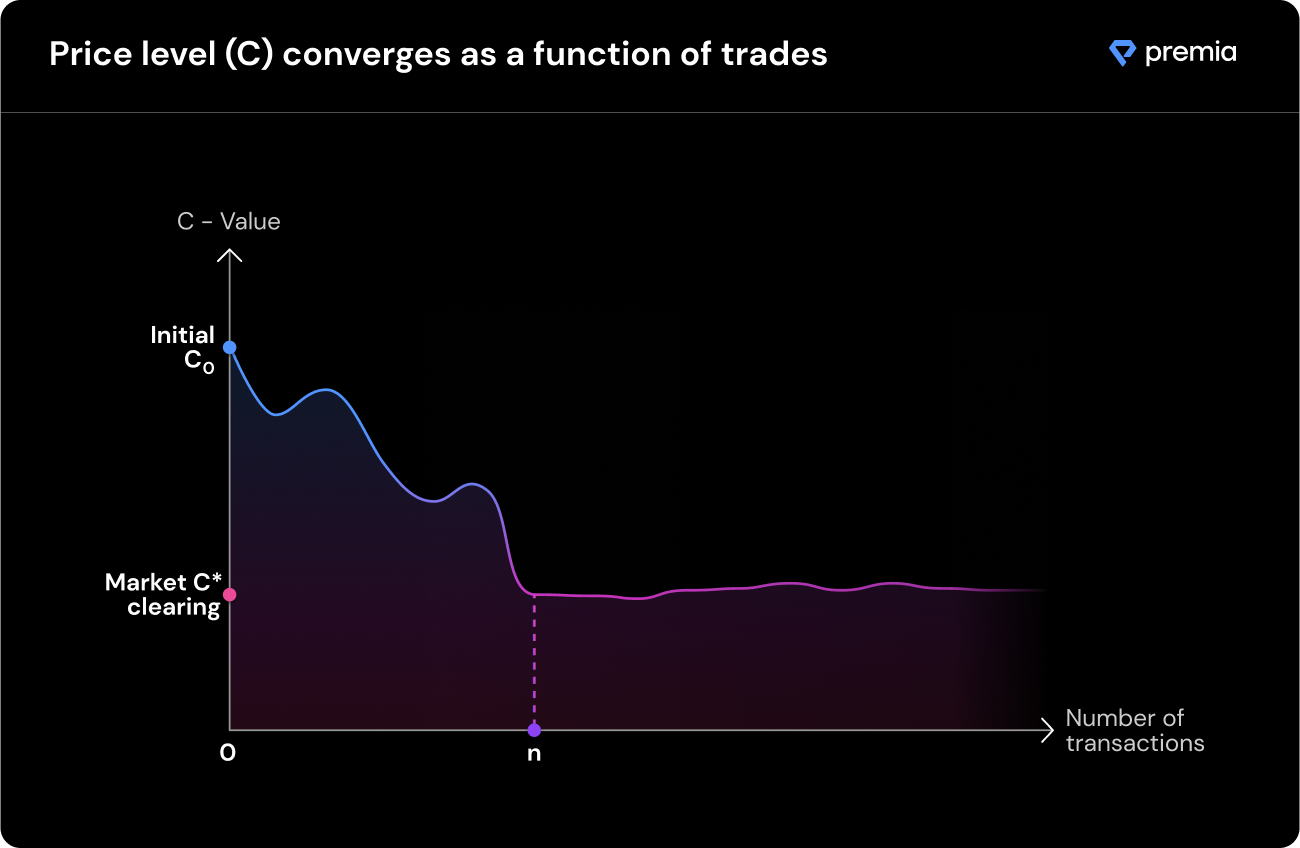 Price level (C) converges as a function of trades
premia
C - Value
Initial
C₀
Market C*
clearing
0
n
Number of
transactions